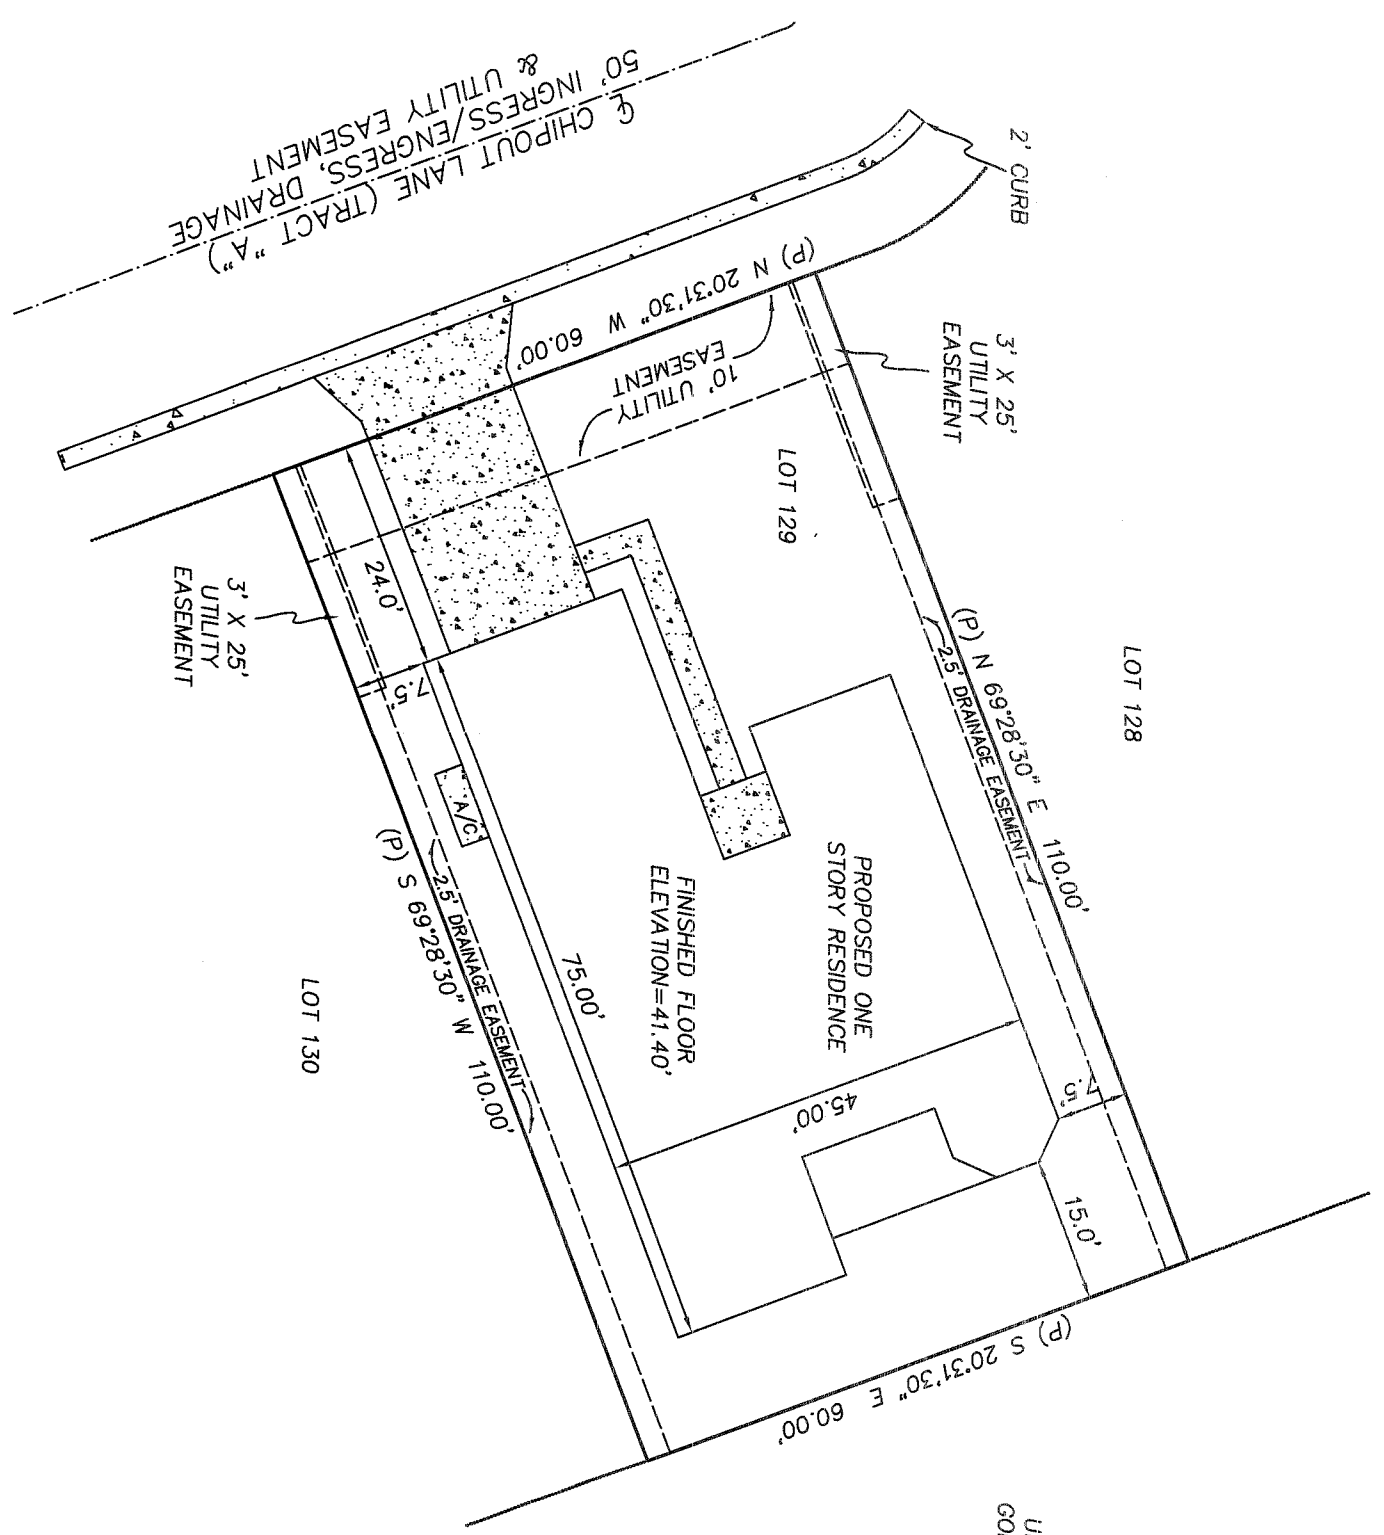 ℄ CHIPOUT LANE (TRACT "A")
50' INGRESS/ENGRESS, DRAINAGE
& UTILITY EASEMENT
2' CURB
(P) N 20°31'30" W 60.00'
3' X 25'
UTILITY
EASEMENT
10' UTILITY
EASEMENT
LOT 129
LOT 128
(P) N 69°28'30" E 110.00'
2.5' DRAINAGE EASEMENT
24.0'
3' X 25'
UTILITY
EASEMENT
7.5'
A/C
PROPOSED ONE
STORY RESIDENCE
FINISHED FLOOR
ELEVATION=41.40'
75.00'
45.00'
7.5'
15.0'
2.5' DRAINAGE EASEMENT
(P) S 69°28'30" W 110.00'
LOT 130
(P) S 20°31'30" E 60.00'